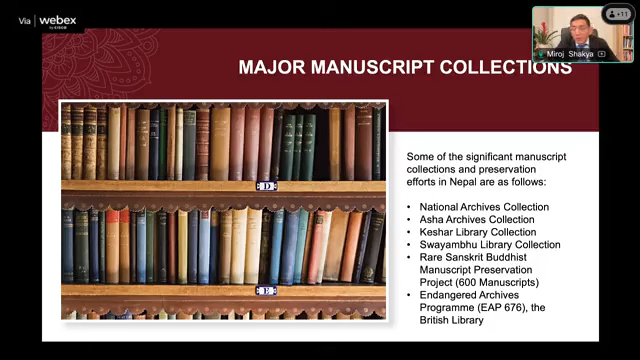 Via
webex
by CISCO
+11
Miroj Shakya
MAJOR MANUSCRIPT COLLECTIONS
Some of the significant manuscript
collections and preservation
efforts in Nepal are as follows:
• National Archives Collection
• Asha Archives Collection
• Keshar Library Collection
• Swayambhu Library Collection
• Rare Sanskrit Buddhist
Manuscript Preservation
Project (600 Manuscripts)
• Endangered Archives
Programme (EAP 676), the
British Library
D
E